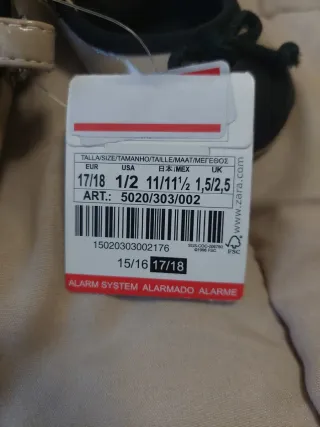 TALLA/SIZE/TAMANHO/TAILLE/MAAT/ΜΕΓΕΘΟΣ
EUR USA 日本/MEX UK
17/18 1/2 11/11½ 1,5/2,5
ART.: 5020/303/002
www.zara.com
15020303002176
FSC
15/16 17/18
ALARM SYSTEM ALARMADO ALARME